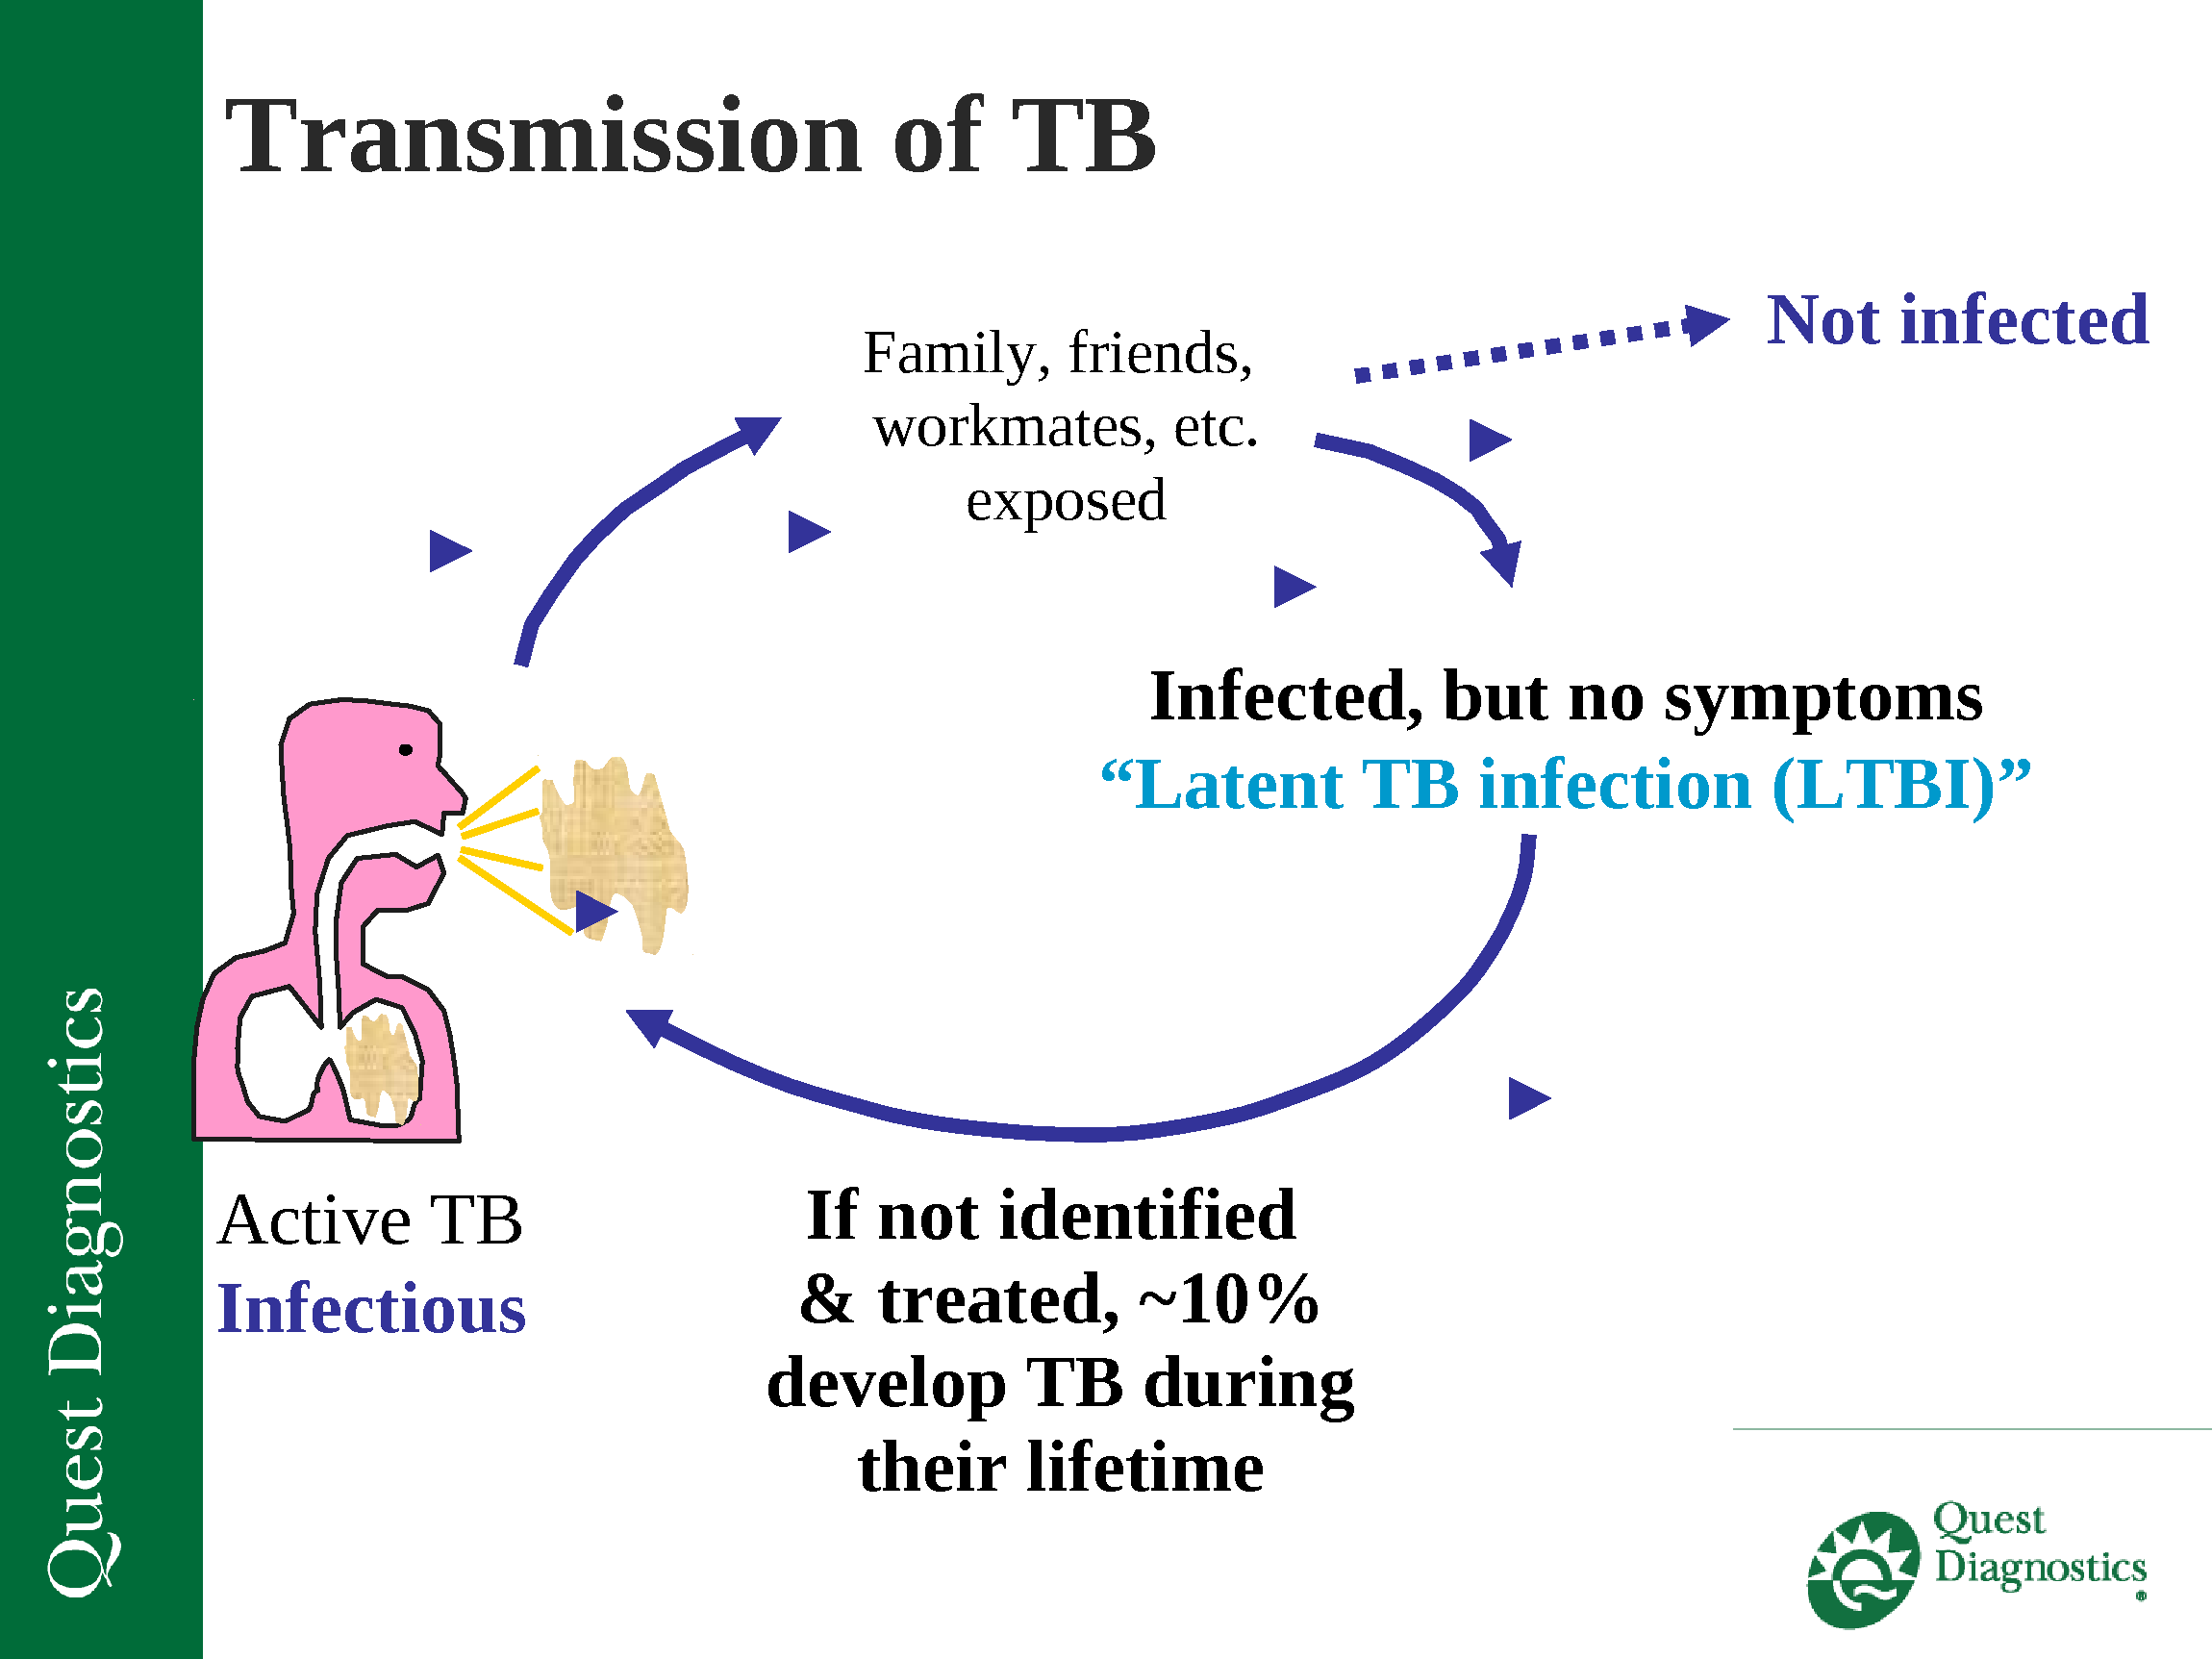 Transmission of TB
Not infected
Family, friends,
workmates, etc.
exposed
Infected, but no symptoms
“Latent TB infection (LTBI)”
Active TB
Infectious
If not identified
& treated, ~10%
develop TB during
their lifetime
Quest Diagnostics
Quest
Diagnostics
®